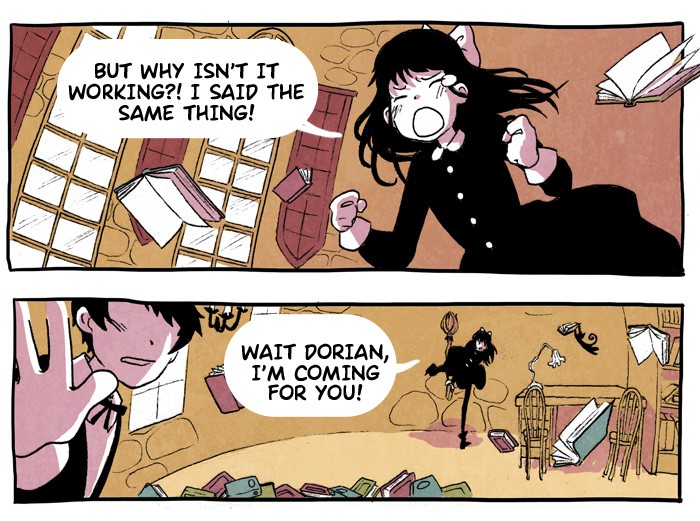 BUT WHY ISN'T IT
WORKING?! I SAID THE
SAME THING!
WAIT DORIAN,
I'M COMING
FOR YOU!